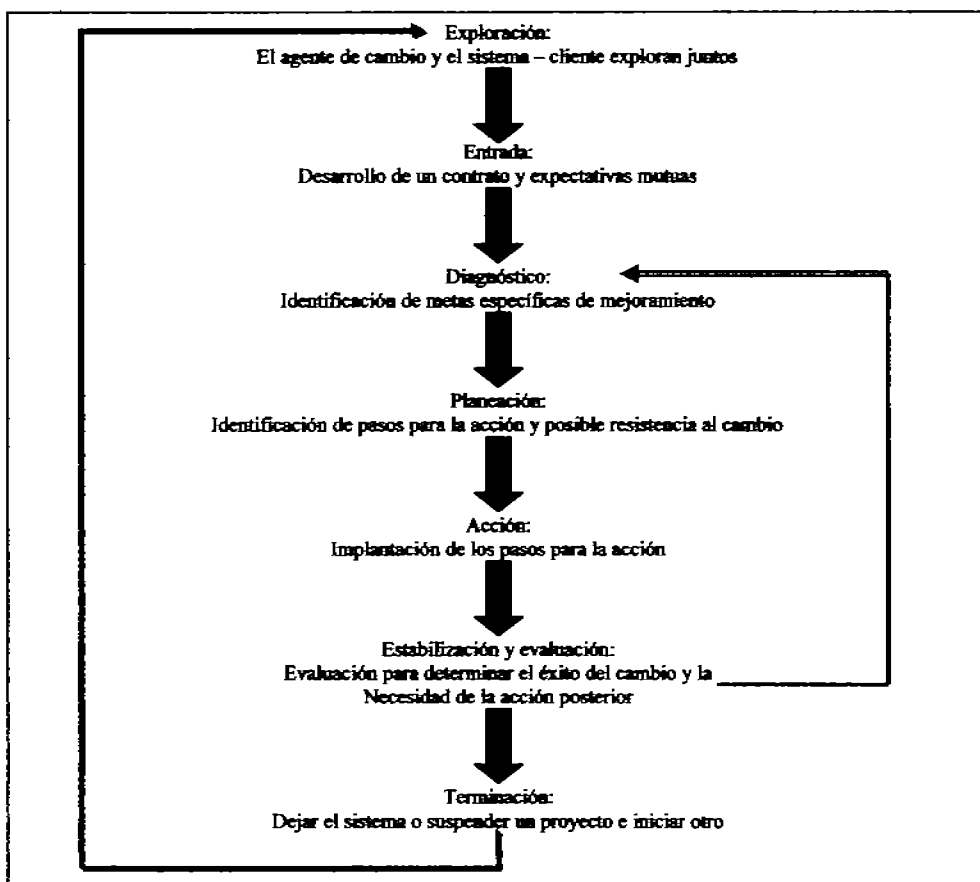 Exploración:
El agente de cambio y el sistema – cliente exploran juntos
Entrada:
Desarrollo de un contrato y expectativas mutuas
Diagnóstico:
Identificación de metas específicas de mejoramiento
Planeación:
Identificación de pasos para la acción y posible resistencia al cambio
Acción:
Implantación de los pasos para la acción
Estabilización y evaluación:
Evaluación para determinar el éxito del cambio y la
Necesidad de la acción posterior
Terminación:
Dejar el sistema o suspender un proyecto e iniciar otro